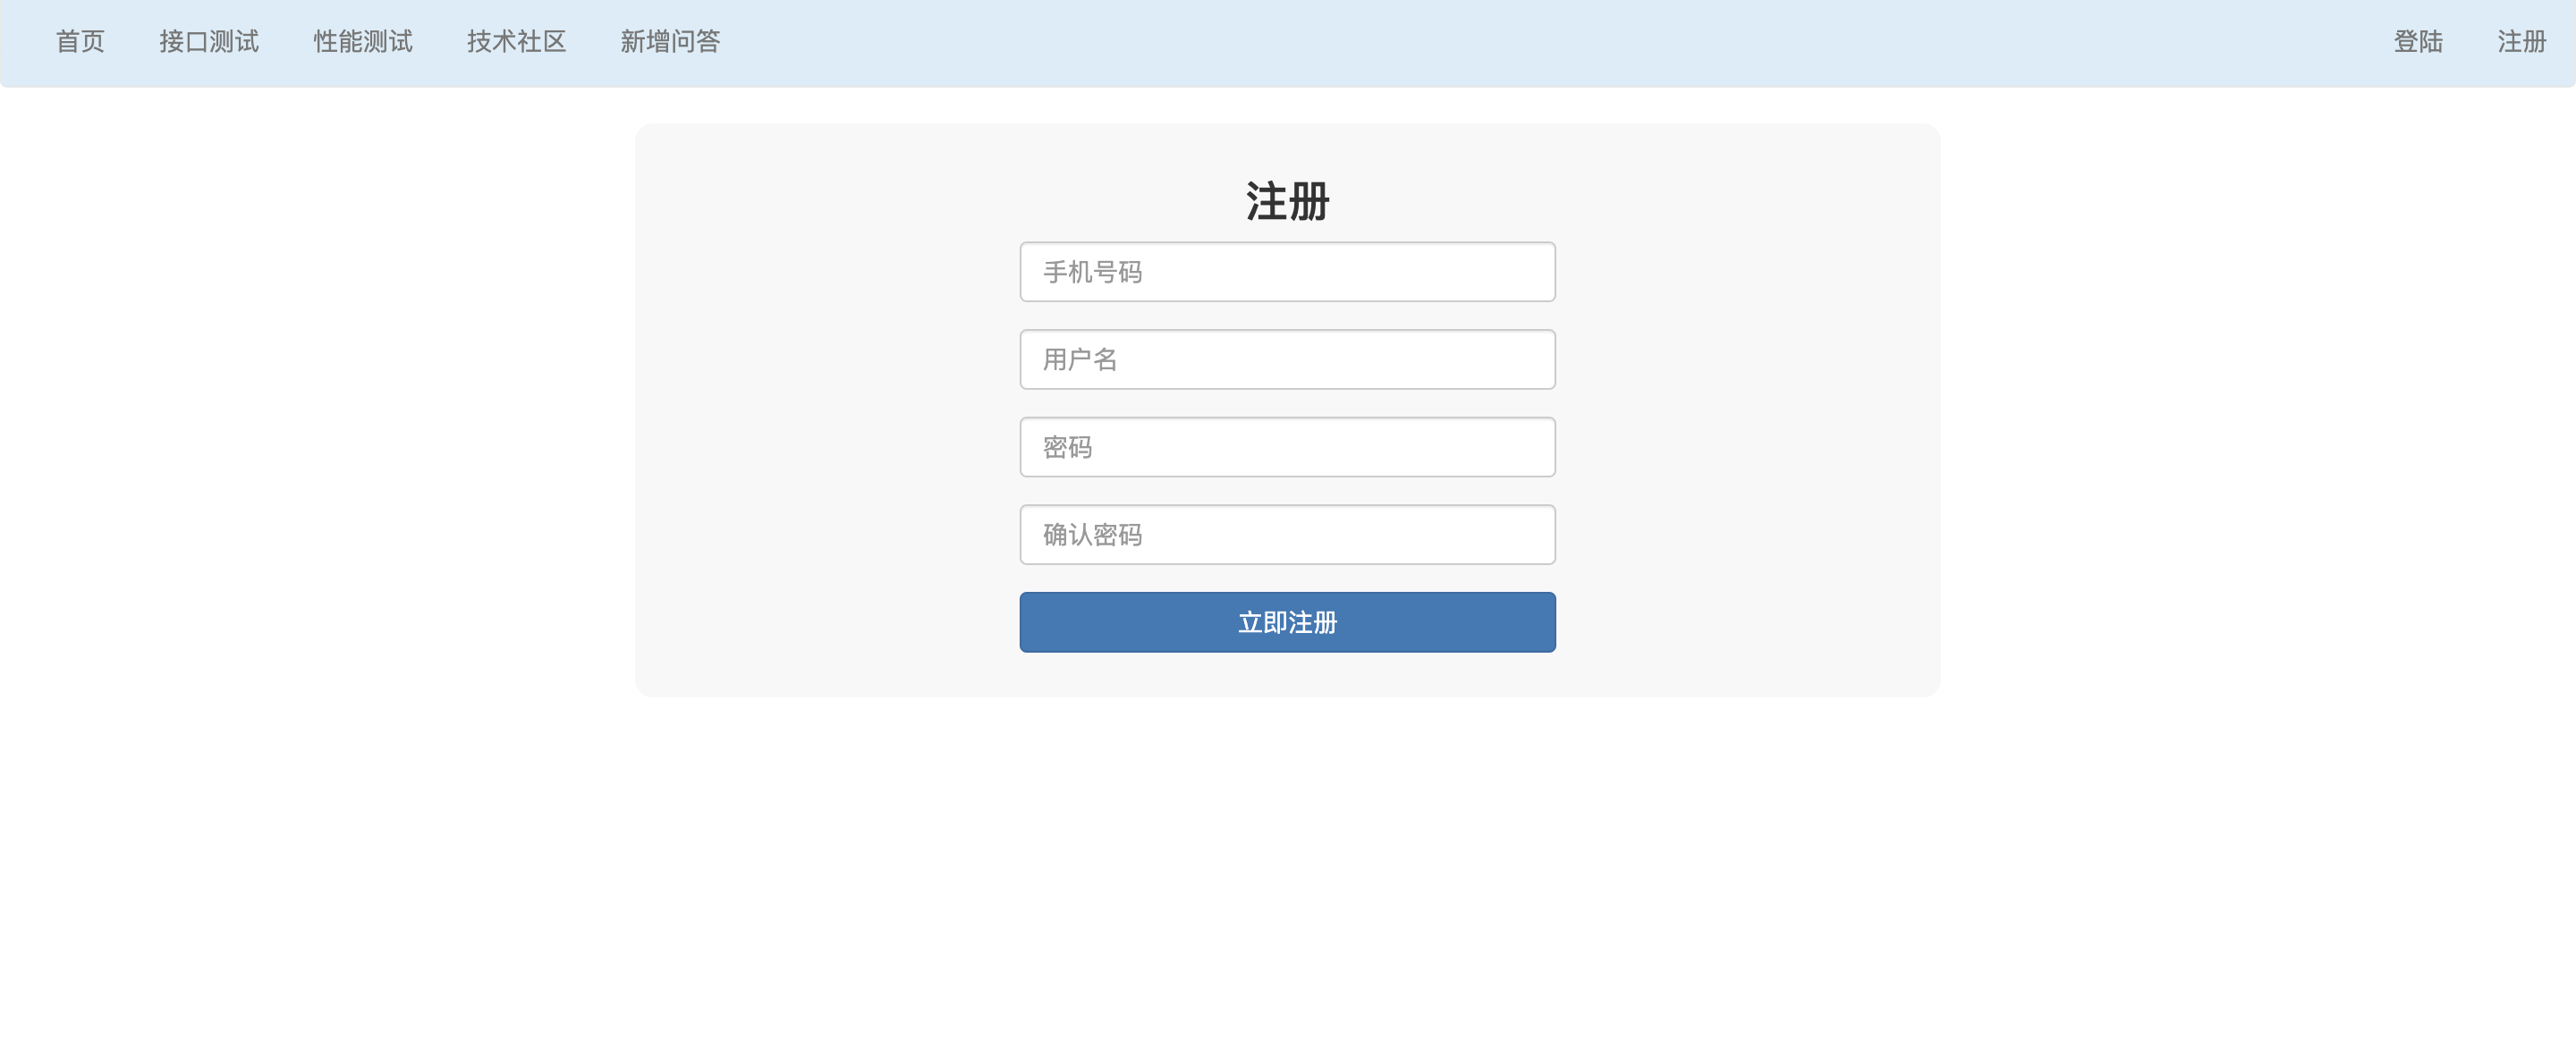 首页 接口测试 性能测试 技术社区 新增问答 登陆 注册
注册
手机号码
用户名
密码
确认密码
立即注册